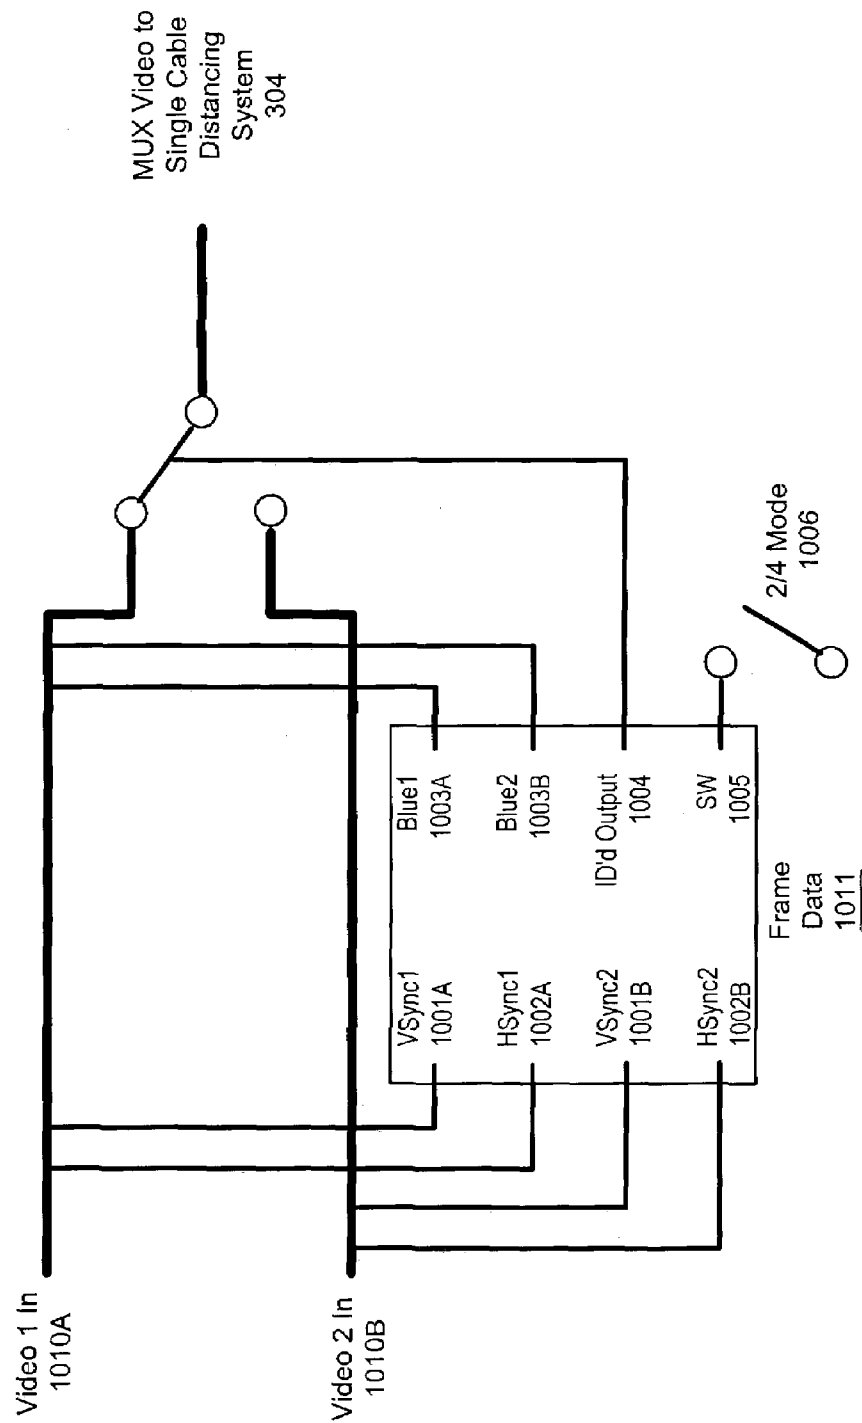 Video 1 In
1010A
Video 2 In
1010B
VSync1
1001A
HSync1
1002A
VSync2
1001B
HSync2
1002B
Blue1
1003A
Blue2
1003B
ID'd Output
1004
SW
1005
Frame
Data
1011
2/4 Mode
1006
MUX Video to
Single Cable
Distancing
System
304